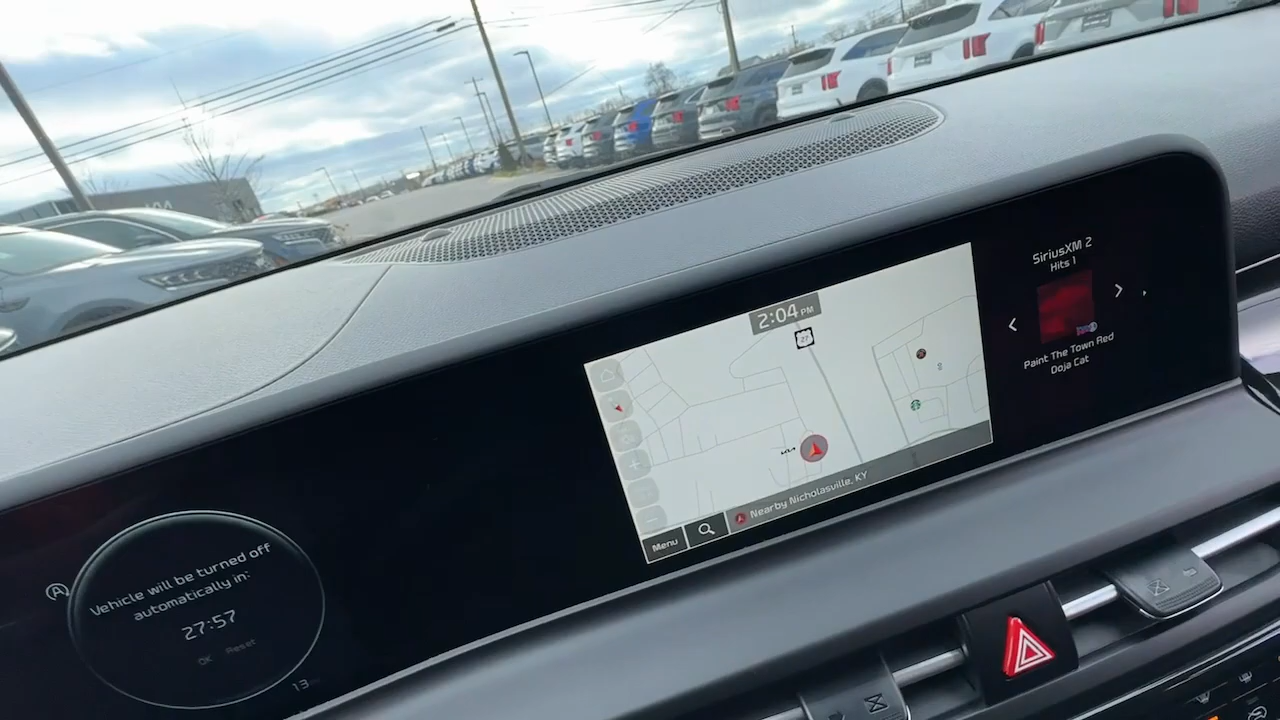 2:04 PM
27
KIA
Nearby Nicholasville, KY
Menu
SiriusXM 2
Hits 1
Paint The Town Red
Doja Cat
Vehicle will be turned off
automatically in:
27:57
OK Reset
13